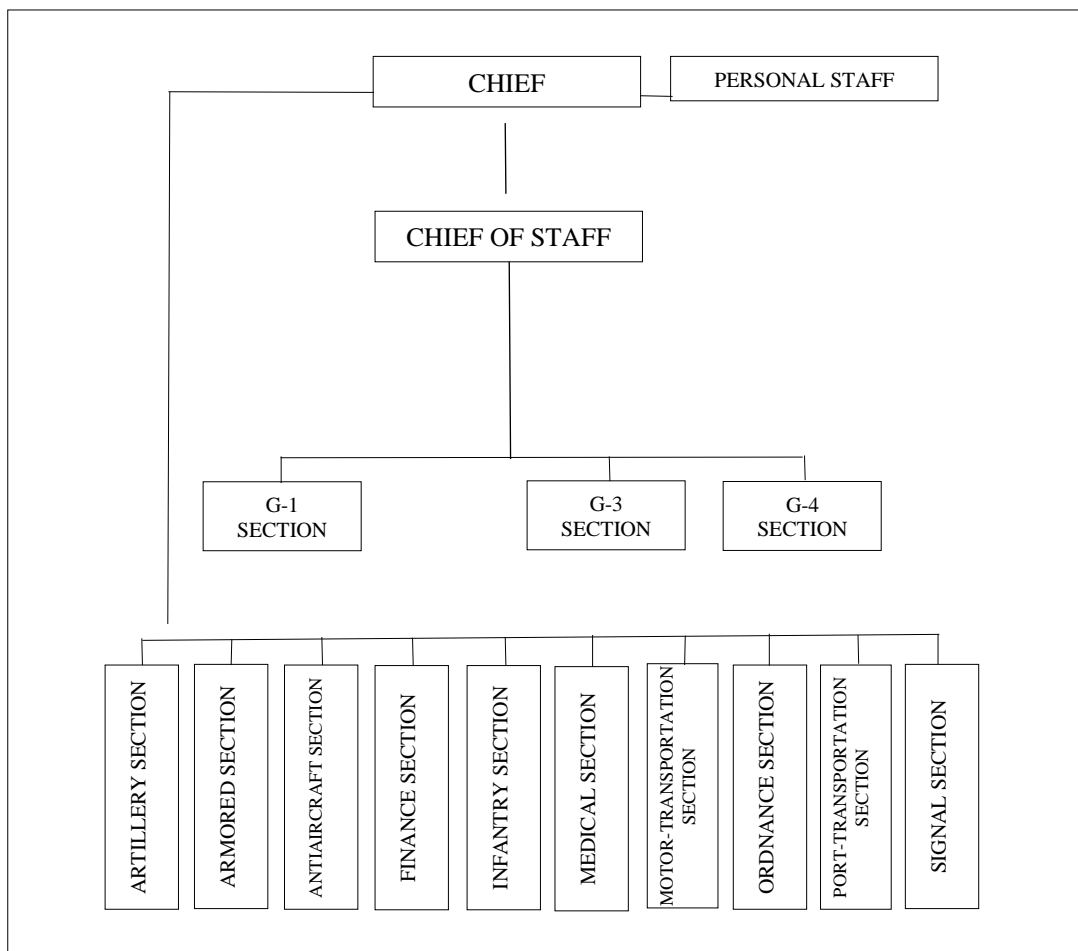 CHIEF
PERSONAL STAFF
CHIEF OF STAFF
G-1
SECTION
G-3
SECTION
G-4
SECTION
ARTILLERY SECTION
ARMORED SECTION
ANTIAIRCRAFT SECTION
FINANCE SECTION
INFANTRY SECTION
MEDICAL SECTION
MOTOR-TRANSPORTATION
SECTION
ORDNANCE SECTION
PORT-TRANSPORTATION
SECTION
SIGNAL SECTION